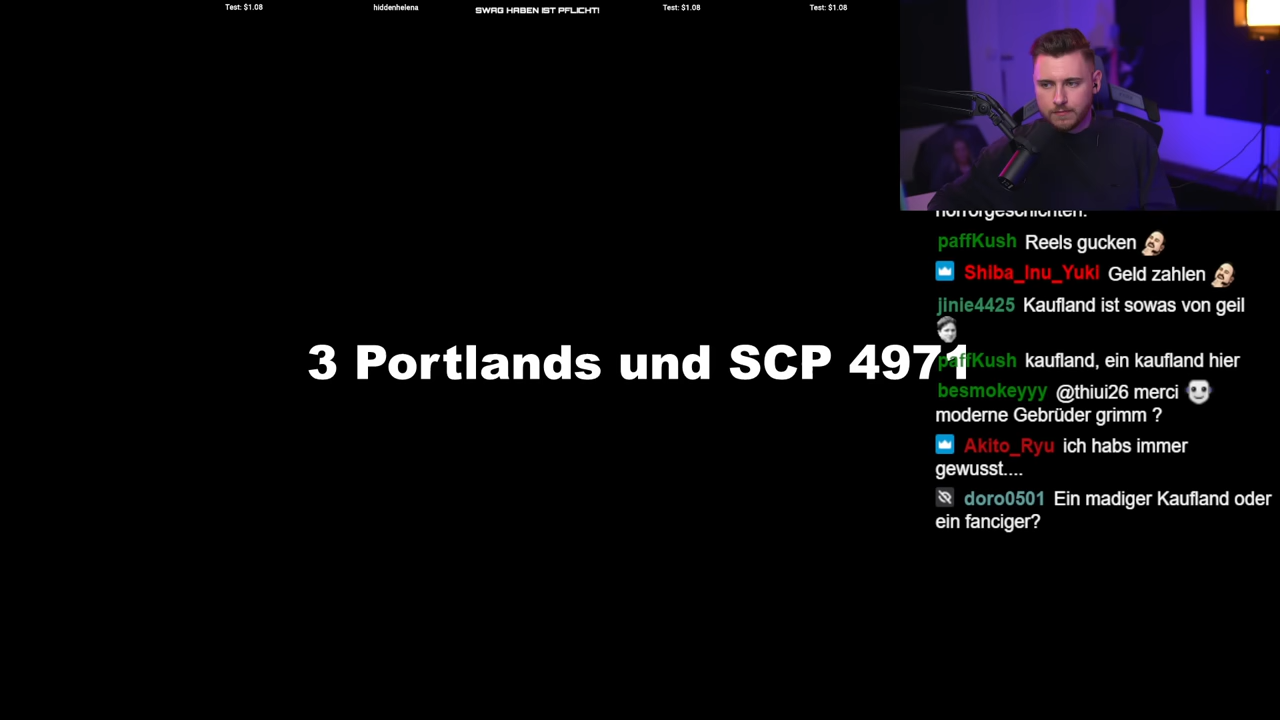 Test: $1.08
hiddenhelena
SWAG HABEN IST PFLICHT!
Test: $1.08
Test: $1.08
horrorgeschichten.
paffKush Reels gucken
Shiba_Inu_Yuki Geld zahlen
jinie4425 Kaufland ist sowas von geil
3 Portlands und SCP 4971
paffKush kaufland, ein kaufland hier
besmokeyyy @thiui26 merci
moderne Gebrüder grimm ?
Akito_Ryu ich habs immer
gewusst....
doro0501 Ein madiger Kaufland oder
ein fanciger?